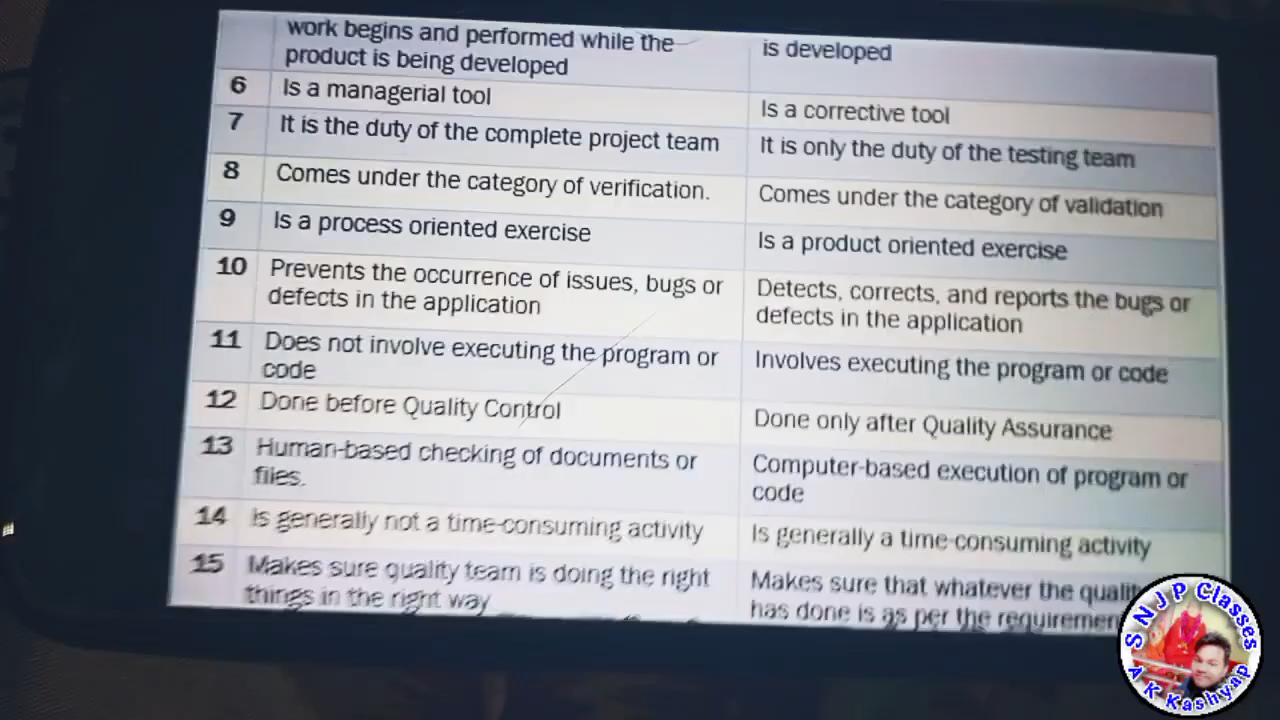 work begins and performed while the
product is being developed
is developed
6 Is a managerial tool
Is a corrective tool
7 It is the duty of the complete project team
It is only the duty of the testing team
8 Comes under the category of verification.
Comes under the category of validation
9 Is a process oriented exercise
Is a product oriented exercise
10 Prevents the occurrence of issues, bugs or
defects in the application
Detects, corrects, and reports the bugs or
defects in the application
11 Does not involve executing the program or
code
Involves executing the program or code
12 Done before Quality Control
Done only after Quality Assurance
13 Human-based checking of documents or
files.
Computer-based execution of program or
code
14 Is generally not a time-consuming activity
Is generally a time-consuming activity
15 Makes sure quality team is doing the right
things in the right way
Makes sure that whatever the
has done is as per the
S N J P Classes
A K Kashyap